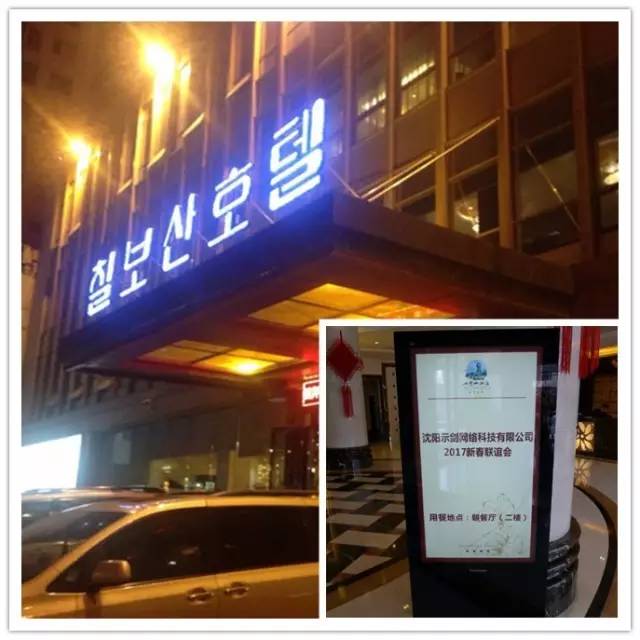 칠보산호텔
沈阳示剑网络科技有限公司
2017新春联谊会
用餐地点：朝餐厅（二楼）